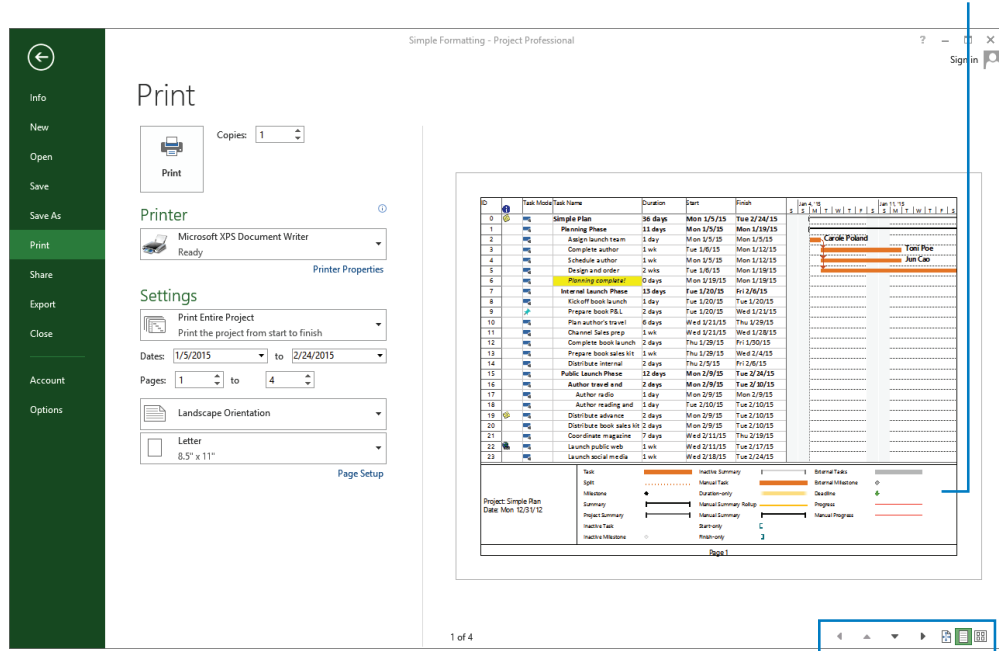 Simple Formatting - Project Professional
?
Sign in
Info
New
Open
Save
Save As
Print
Share
Export
Close
Account
Options
Print
Print
Copies: 1
Printer
Microsoft XPS Document Writer
Ready
Printer Properties
Settings
Print Entire Project
Print the project from start to finish
Dates: 1/5/2015 to 2/24/2015
Pages: 1 to 4
Landscape Orientation
Letter
8.5" x 11"
Page Setup
ID Task Mode Task Name Duration Start Finish Jan 4, '15 Jan 11, '15
S S M T W T F S S M T W T F S
0 Simple Plan 36 days Mon 1/5/15 Tue 2/24/15
1 Planning Phase 11 days Mon 1/5/15 Mon 1/19/15
2 Assign launch team 1 day Mon 1/5/15 Mon 1/5/15 Carole Poland
3 Complete author 1 wk Tue 1/6/15 Mon 1/12/15 Toni Poe
4 Schedule author 1 wk Mon 1/5/15 Mon 1/12/15 Jun Cao
5 Design and order 2 wks Tue 1/6/15 Mon 1/19/15
6 Planning complete! 0 days Mon 1/19/15 Mon 1/19/15
7 Internal Launch Phase 13 days Tue 1/20/15 Fri 2/6/15
8 Kickoff book launch 1 day Tue 1/20/15 Tue 1/20/15
9 Prepare book P&L 2 days Tue 1/20/15 Wed 1/21/15
10 Plan author's travel 6 days Wed 1/21/15 Thu 1/29/15
11 Channel Sales prep 1 wk Wed 1/21/15 Wed 1/28/15
12 Complete book launch 2 days Thu 1/29/15 Fri 1/30/15
13 Prepare book sales kit 1 wk Thu 1/29/15 Wed 2/4/15
14 Distribute internal 2 days Thu 2/5/15 Fri 2/6/15
15 Public Launch Phase 12 days Mon 2/9/15 Tue 2/24/15
16 Author travel and 2 days Mon 2/9/15 Tue 2/10/15
17 Author radio 1 day Mon 2/9/15 Mon 2/9/15
18 Author reading and 1 day Tue 2/10/15 Tue 2/10/15
19 Distribute advance 2 days Mon 2/9/15 Tue 2/10/15
20 Distribute book sales kit 2 days Mon 2/9/15 Tue 2/10/15
21 Coordinate magazine 7 days Wed 2/11/15 Thu 2/19/15
22 Launch public web 1 wk Wed 2/11/15 Tue 2/17/15
23 Launch social media 1 wk Wed 2/18/15 Tue 2/24/15
Project: Simple Plan
Date: Mon 12/31/12
Task Inactive Summary External Tasks
Split Manual Task External Milestone
Milestone Duration-only Deadline
Summary Manual Summary Rollup Progress
Project Summary Manual Summary Manual Progress
Inactive Task Start-only
Inactive Milestone Finish-only
Page 1
1 of 4